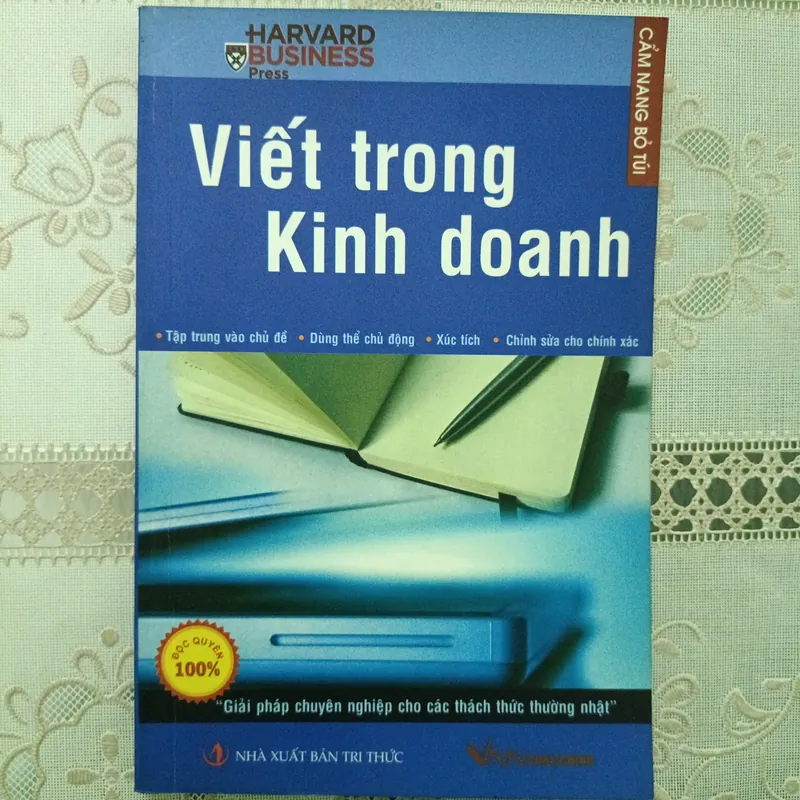 HARVARD
BUSINESS
Press
CẨM NANG BỎ TÚI
Viết trong
Kinh doanh
• Tập trung vào chủ đề • Dùng thể chủ động • Xúc tích • Chỉnh sửa cho chính xác
ĐỘC QUYỀN
100%
"Giải pháp chuyên nghiệp cho các thách thức thường nhật"
NHÀ XUẤT BẢN TRI THỨC